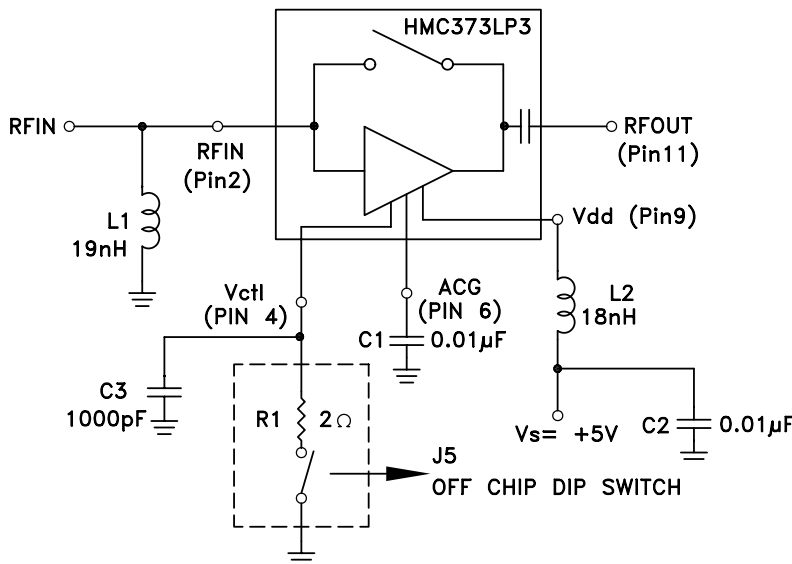 HMC373LP3
RFIN
RFIN
(Pin2)
RFOUT
(Pin11)
L1
19nH
Vdd (Pin9)
Vctl
(PIN 4)
ACG
(PIN 6)
L2
18nH
C1
0.01µF
C3
1000pF
R1
2Ω
Vs= +5V
C2
0.01µF
J5
OFF CHIP DIP SWITCH